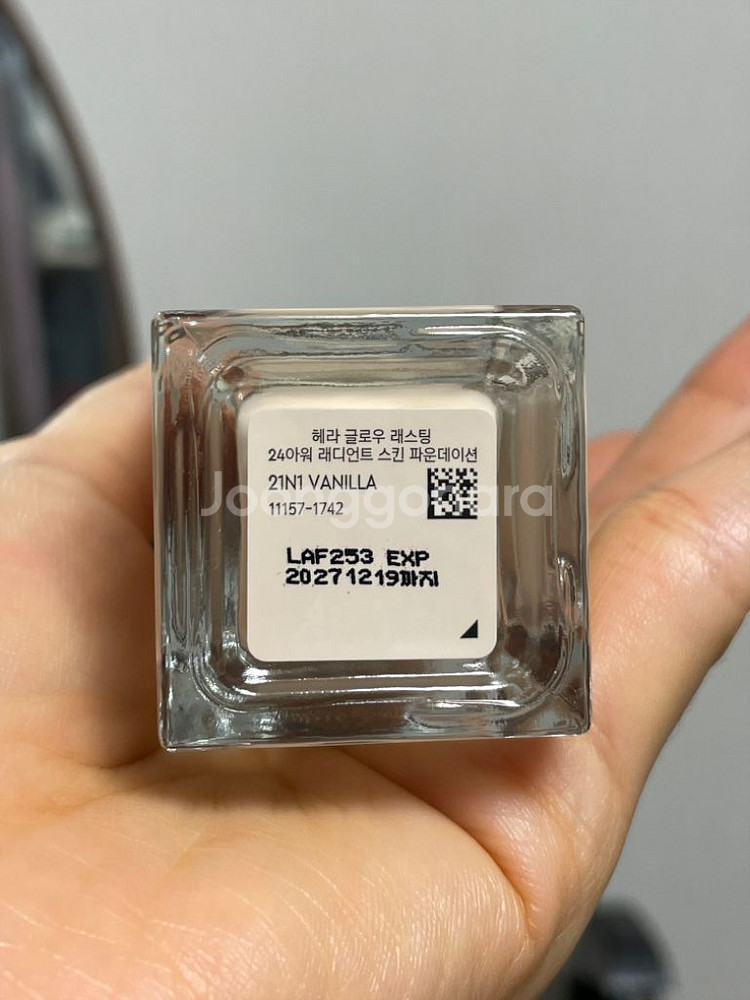 헤라 글로우 래스팅
24아워 래디언트 스킨 파운데이션
21N1 VANILLA
11157-1742
Joonggonara
LAF253 EXP
20271219까지